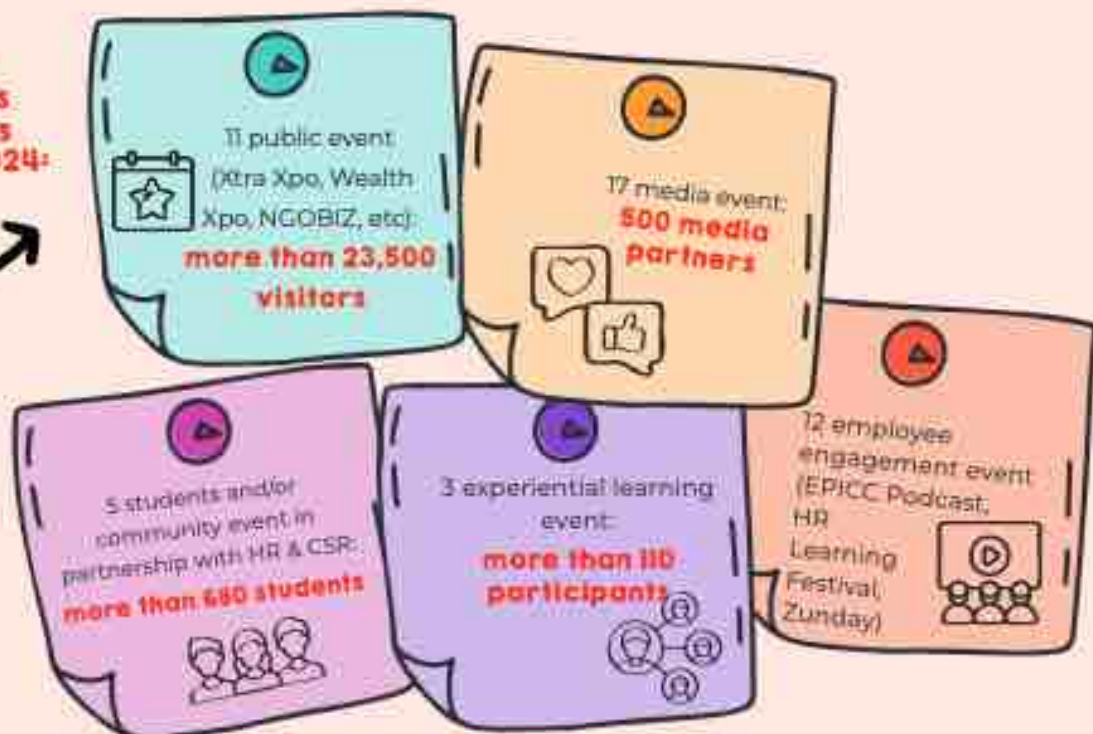 11 public event
(Xtra Xpo, Wealth
Xpo, NGOBIZ, etc):
more than 23,500
visitors
17 media event:
500 media
partners
5 students and/or
community event in
partnership with HR & CSR:
more than 680 students
3 experiential learning
event:
more than 110
participants
12 employee
engagement event
(EPICC Podcast,
HR
Learning
Festival,
Zunday)